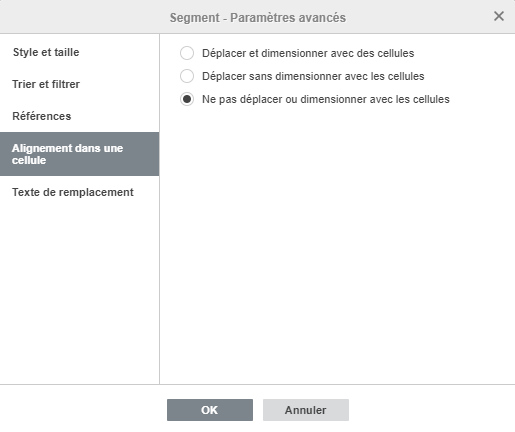 Segment - Paramètres avancés
Style et taille
Trier et filtrer
Références
Alignement dans une
cellule
Texte de remplacement
Déplacer et dimensionner avec des cellules
Déplacer sans dimensionner avec les cellules
Ne pas déplacer ou dimensionner avec les cellules
OK
Annuler